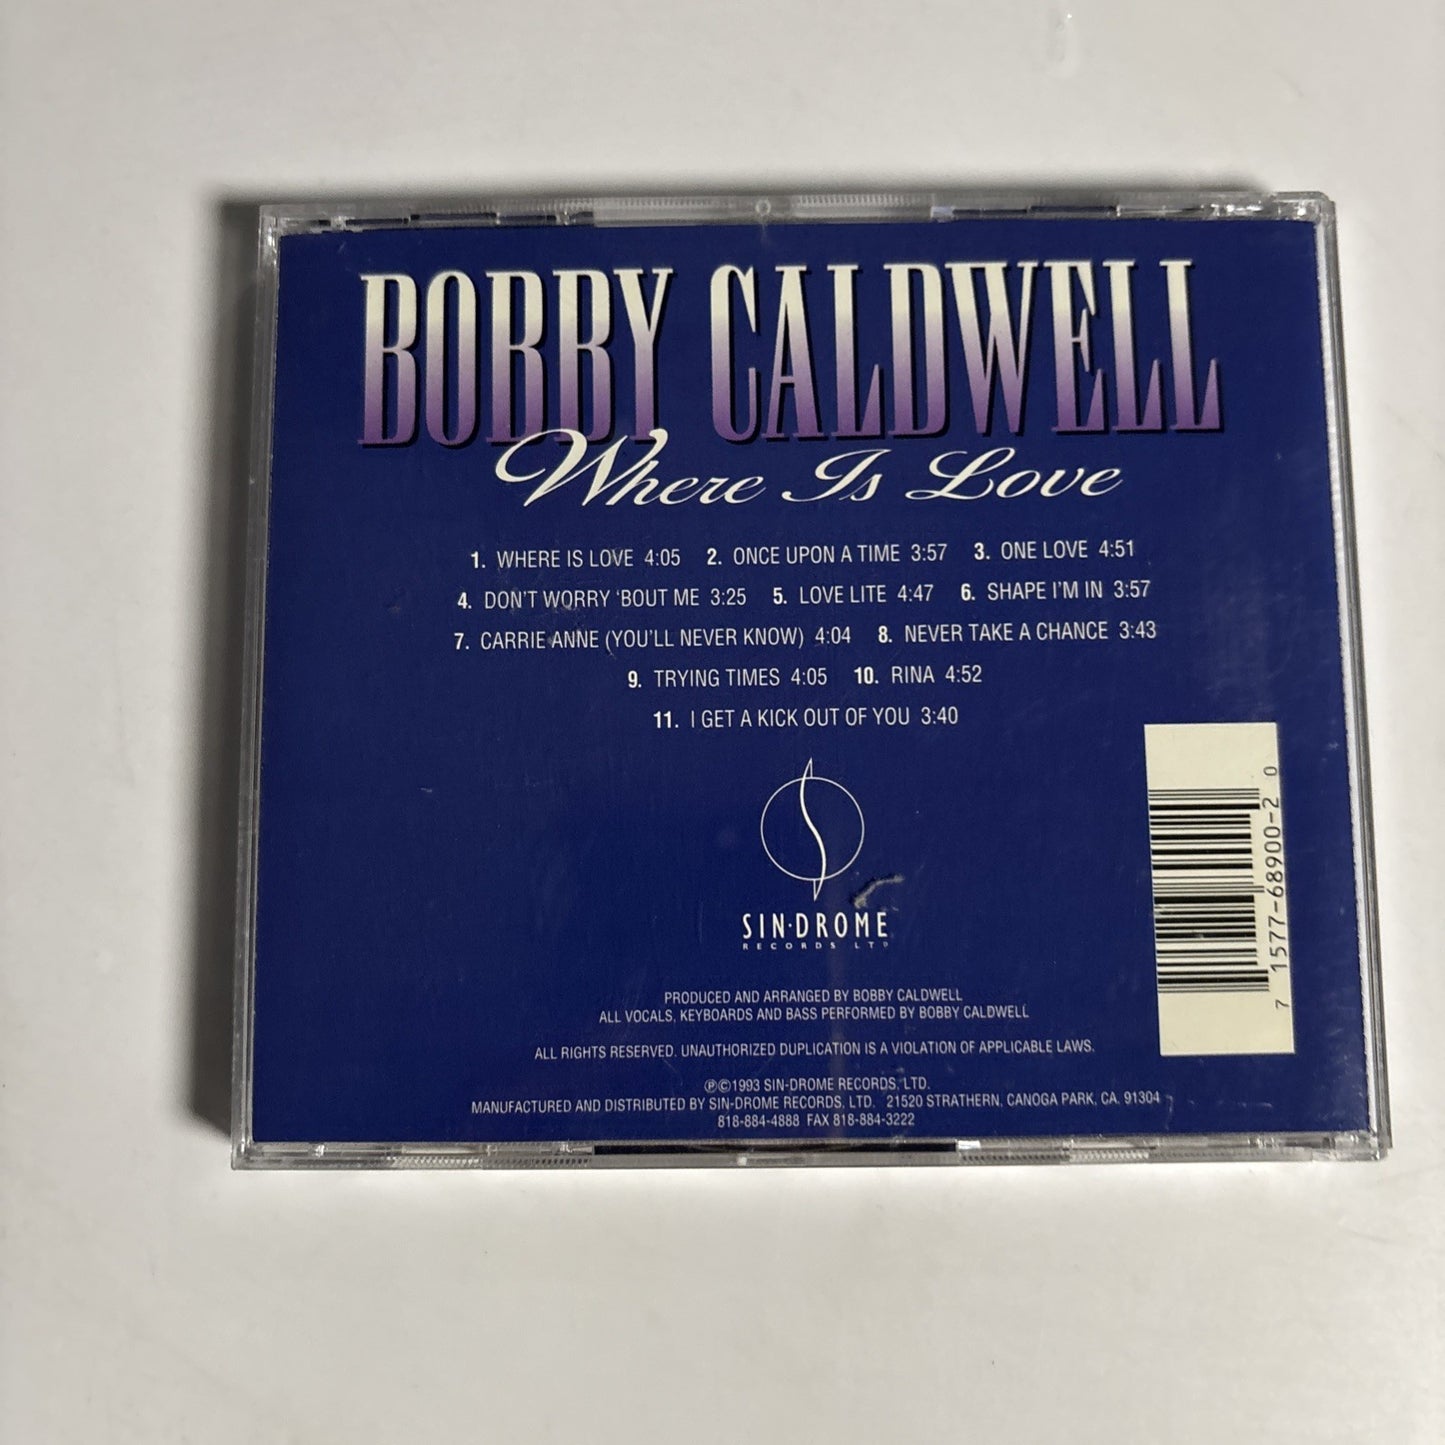 BOBBY CALDWELL
Where Is Love
1. WHERE IS LOVE 4:05 2. ONCE UPON A TIME 3:57 3. ONE LOVE 4:51
4. DON'T WORRY 'BOUT ME 3:25 5. LOVE LITE 4:47 6. SHAPE I'M IN 3:57
7. CARRIE ANNE (YOU'LL NEVER KNOW) 4:04 8. NEVER TAKE A CHANCE 3:43
9. TRYING TIMES 4:05 10. RINA 4:52
11. I GET A KICK OUT OF YOU 3:40
SIN·DROME
RECORDS LTD
7 1577-68900-2 0
PRODUCED AND ARRANGED BY BOBBY CALDWELL
ALL VOCALS, KEYBOARDS AND BASS PERFORMED BY BOBBY CALDWELL
ALL RIGHTS RESERVED. UNAUTHORIZED DUPLICATION IS A VIOLATION OF APPLICABLE LAWS.
℗©1993 SIN-DROME RECORDS, LTD.
MANUFACTURED AND DISTRIBUTED BY SIN-DROME RECORDS, LTD. 21520 STRATHERN, CANOGA PARK, CA. 91304
818-884-4888 FAX 818-884-3222